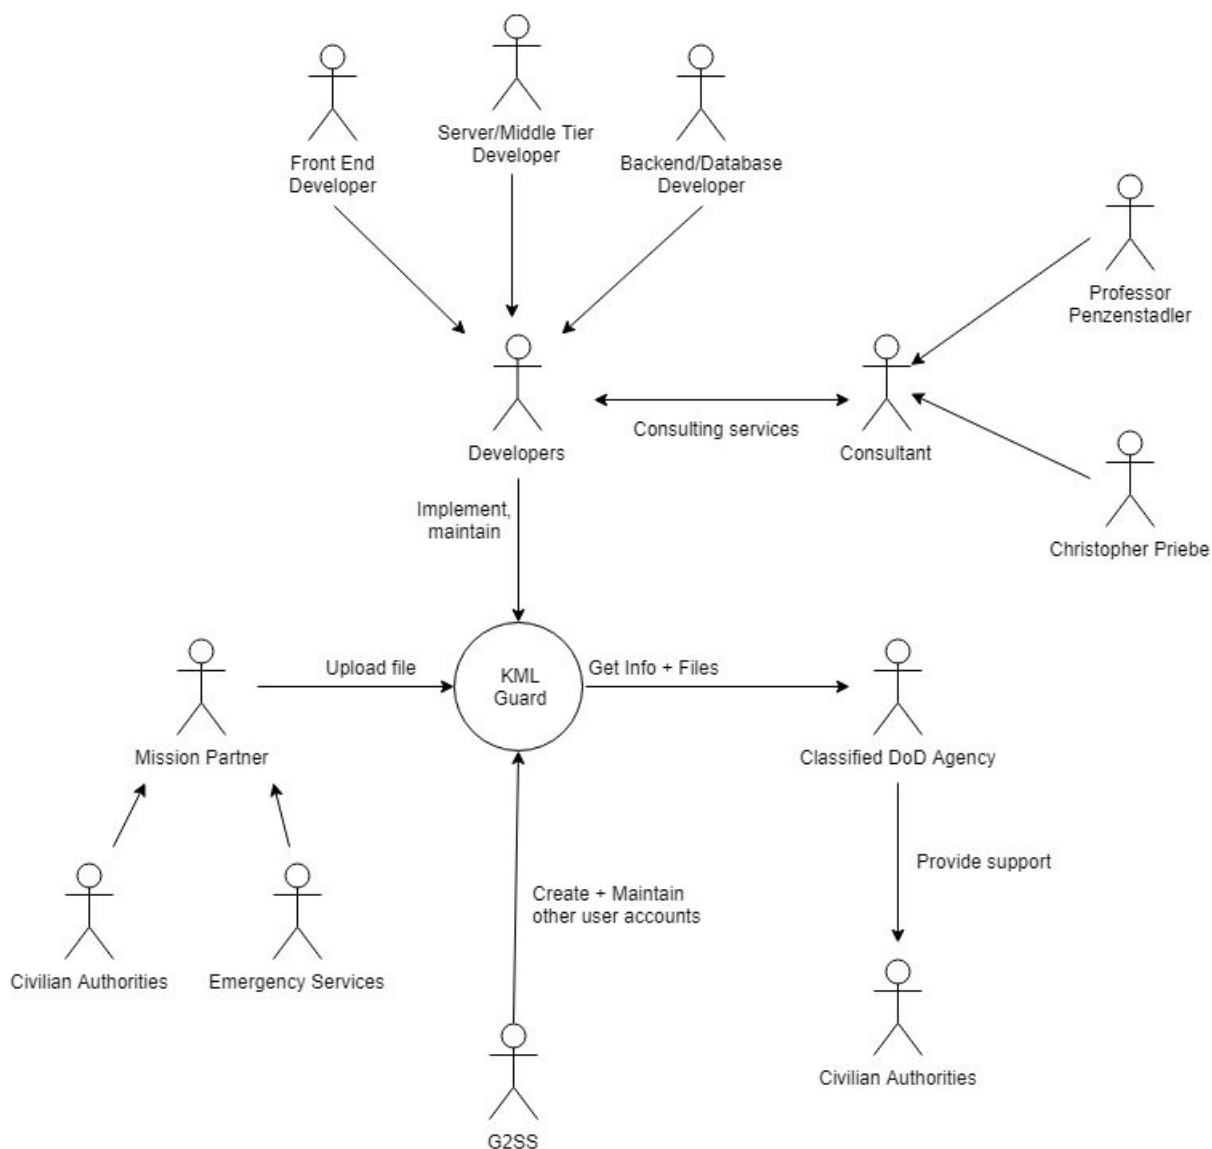 Server/Middle Tier
Developer
Front End
Developer
Backend/Database
Developer
Professor
Penzenstadler
Consulting services
Developers
Consultant
Implement,
maintain
Christopher Priebe
Upload file
KML
Guard
Get Info + Files
Mission Partner
Classified DoD Agency
Provide support
Create + Maintain
other user accounts
Civilian Authorities
Emergency Services
Civilian Authorities
G2SS